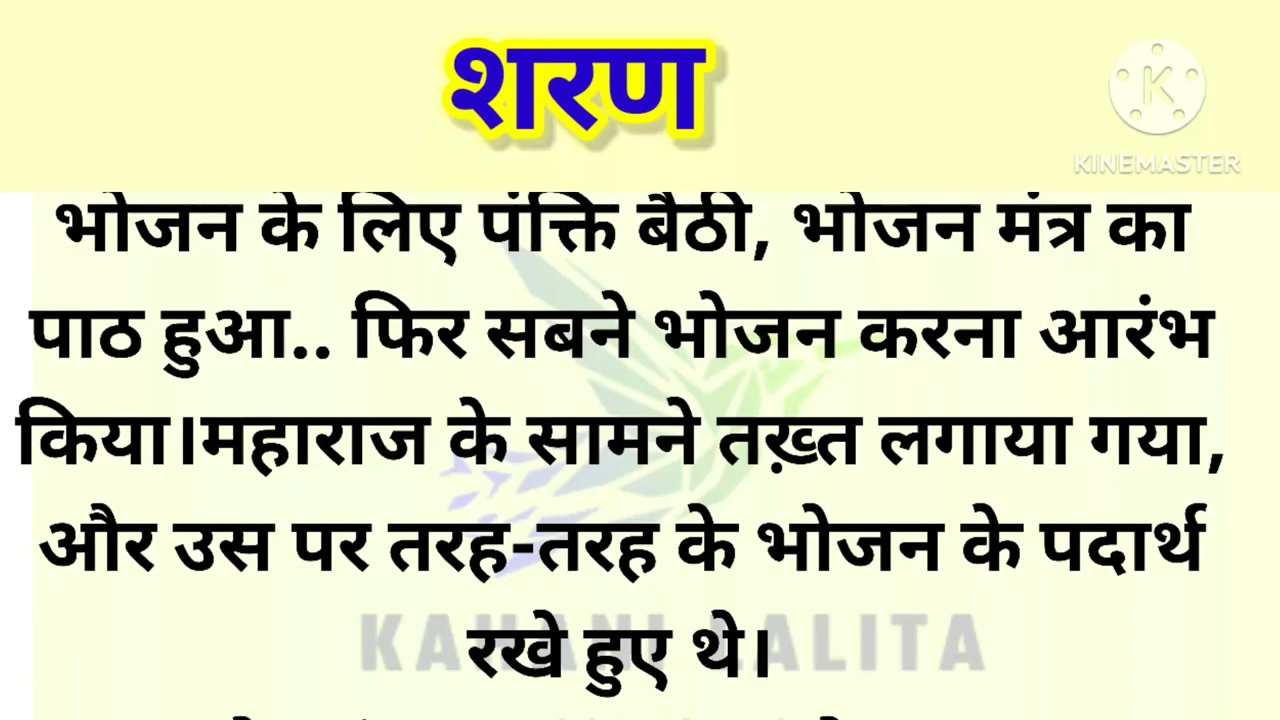 शरण
KINEMASTER
भोजन के लिए पंक्ति बैठी, भोजन मंत्र का
पाठ हुआ.. फिर सबने भोजन करना आरंभ
किया।महाराज के सामने तख़्त लगाया गया,
और उस पर तरह-तरह के भोजन के पदार्थ
रखे हुए थे।
KAHANI LALITA